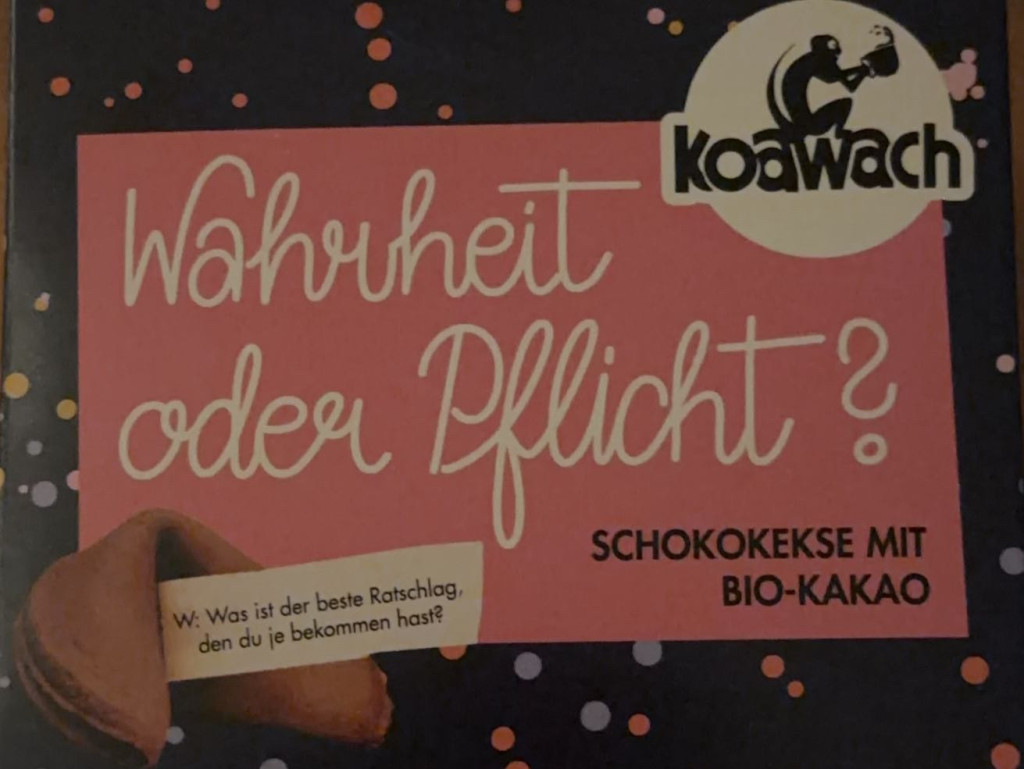 koawach
Wahrheit
oder Pflicht?
SCHOKOKEKSE MIT
BIO-KAKAO
W: Was ist der beste Ratschlag,
den du je bekommen hast?